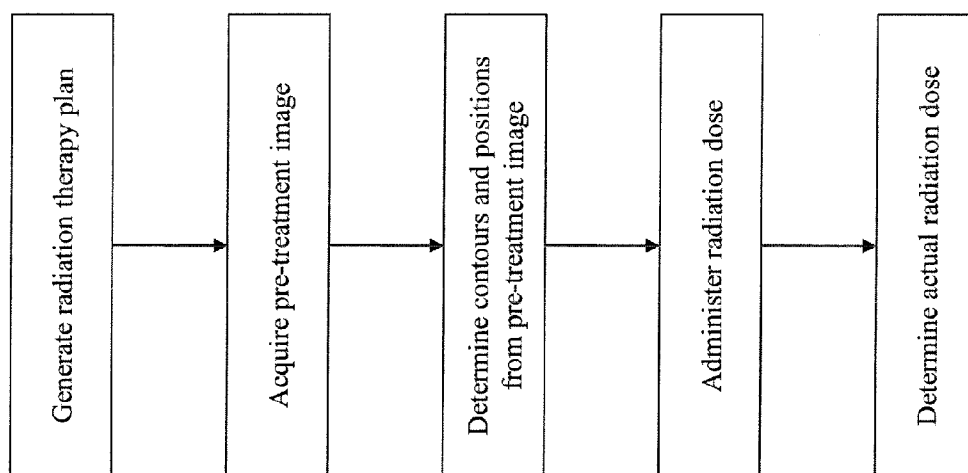 Generate radiation therapy plan
Acquire pre-treatment image
Determine contours and positions
from pre-treatment image
Administer radiation dose
Determine actual radiation dose